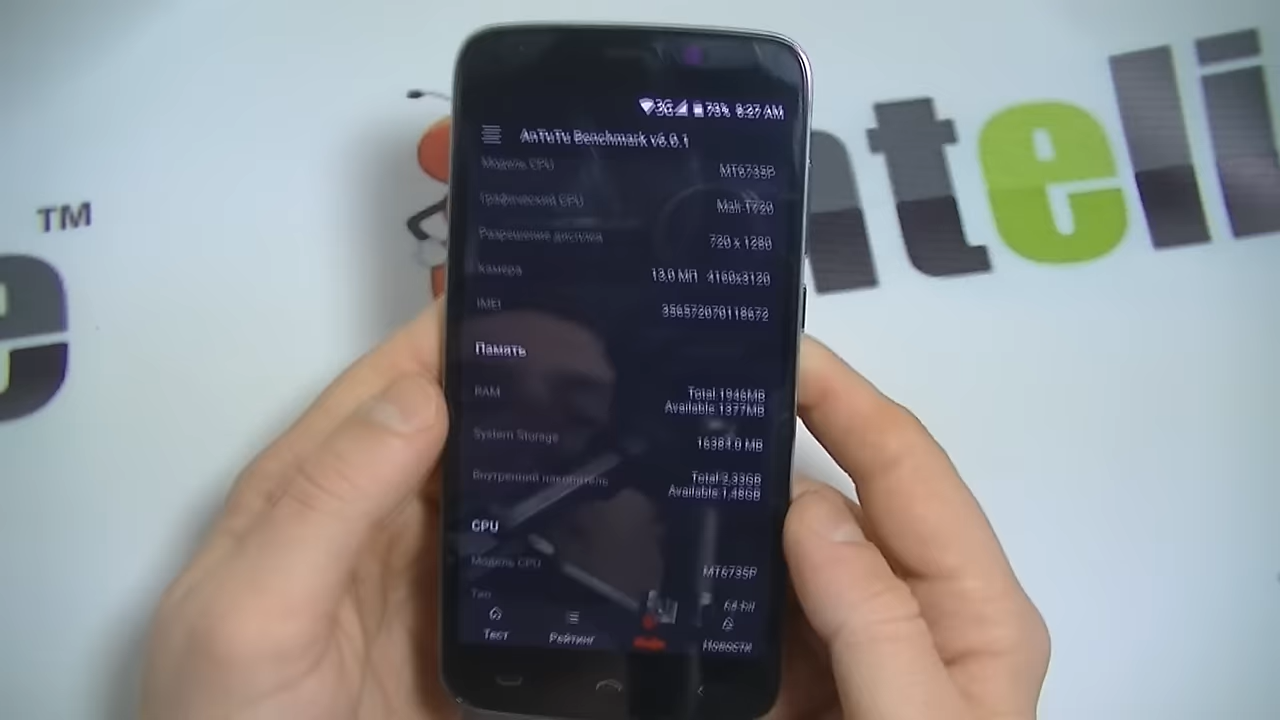 TM
e
nteli
3G 73% 8:27 AM
AnTuTu Benchmark v6.0.1
Модель CPU MT6735P
Графический CPU Mali-T720
Разрешение дисплея 720 x 1280
Камера 13,0 МП 4160x3120
IMEI 356572070118672
Память
RAM Total 1946MB
Available 1377MB
System Storage 16384.0 MB
Внутренний накопитель Total 2,33GB
Available 1,48GB
CPU
Модель CPU MT6735P
Тип 64-bit
Тест Рейтинг Инфо Новости